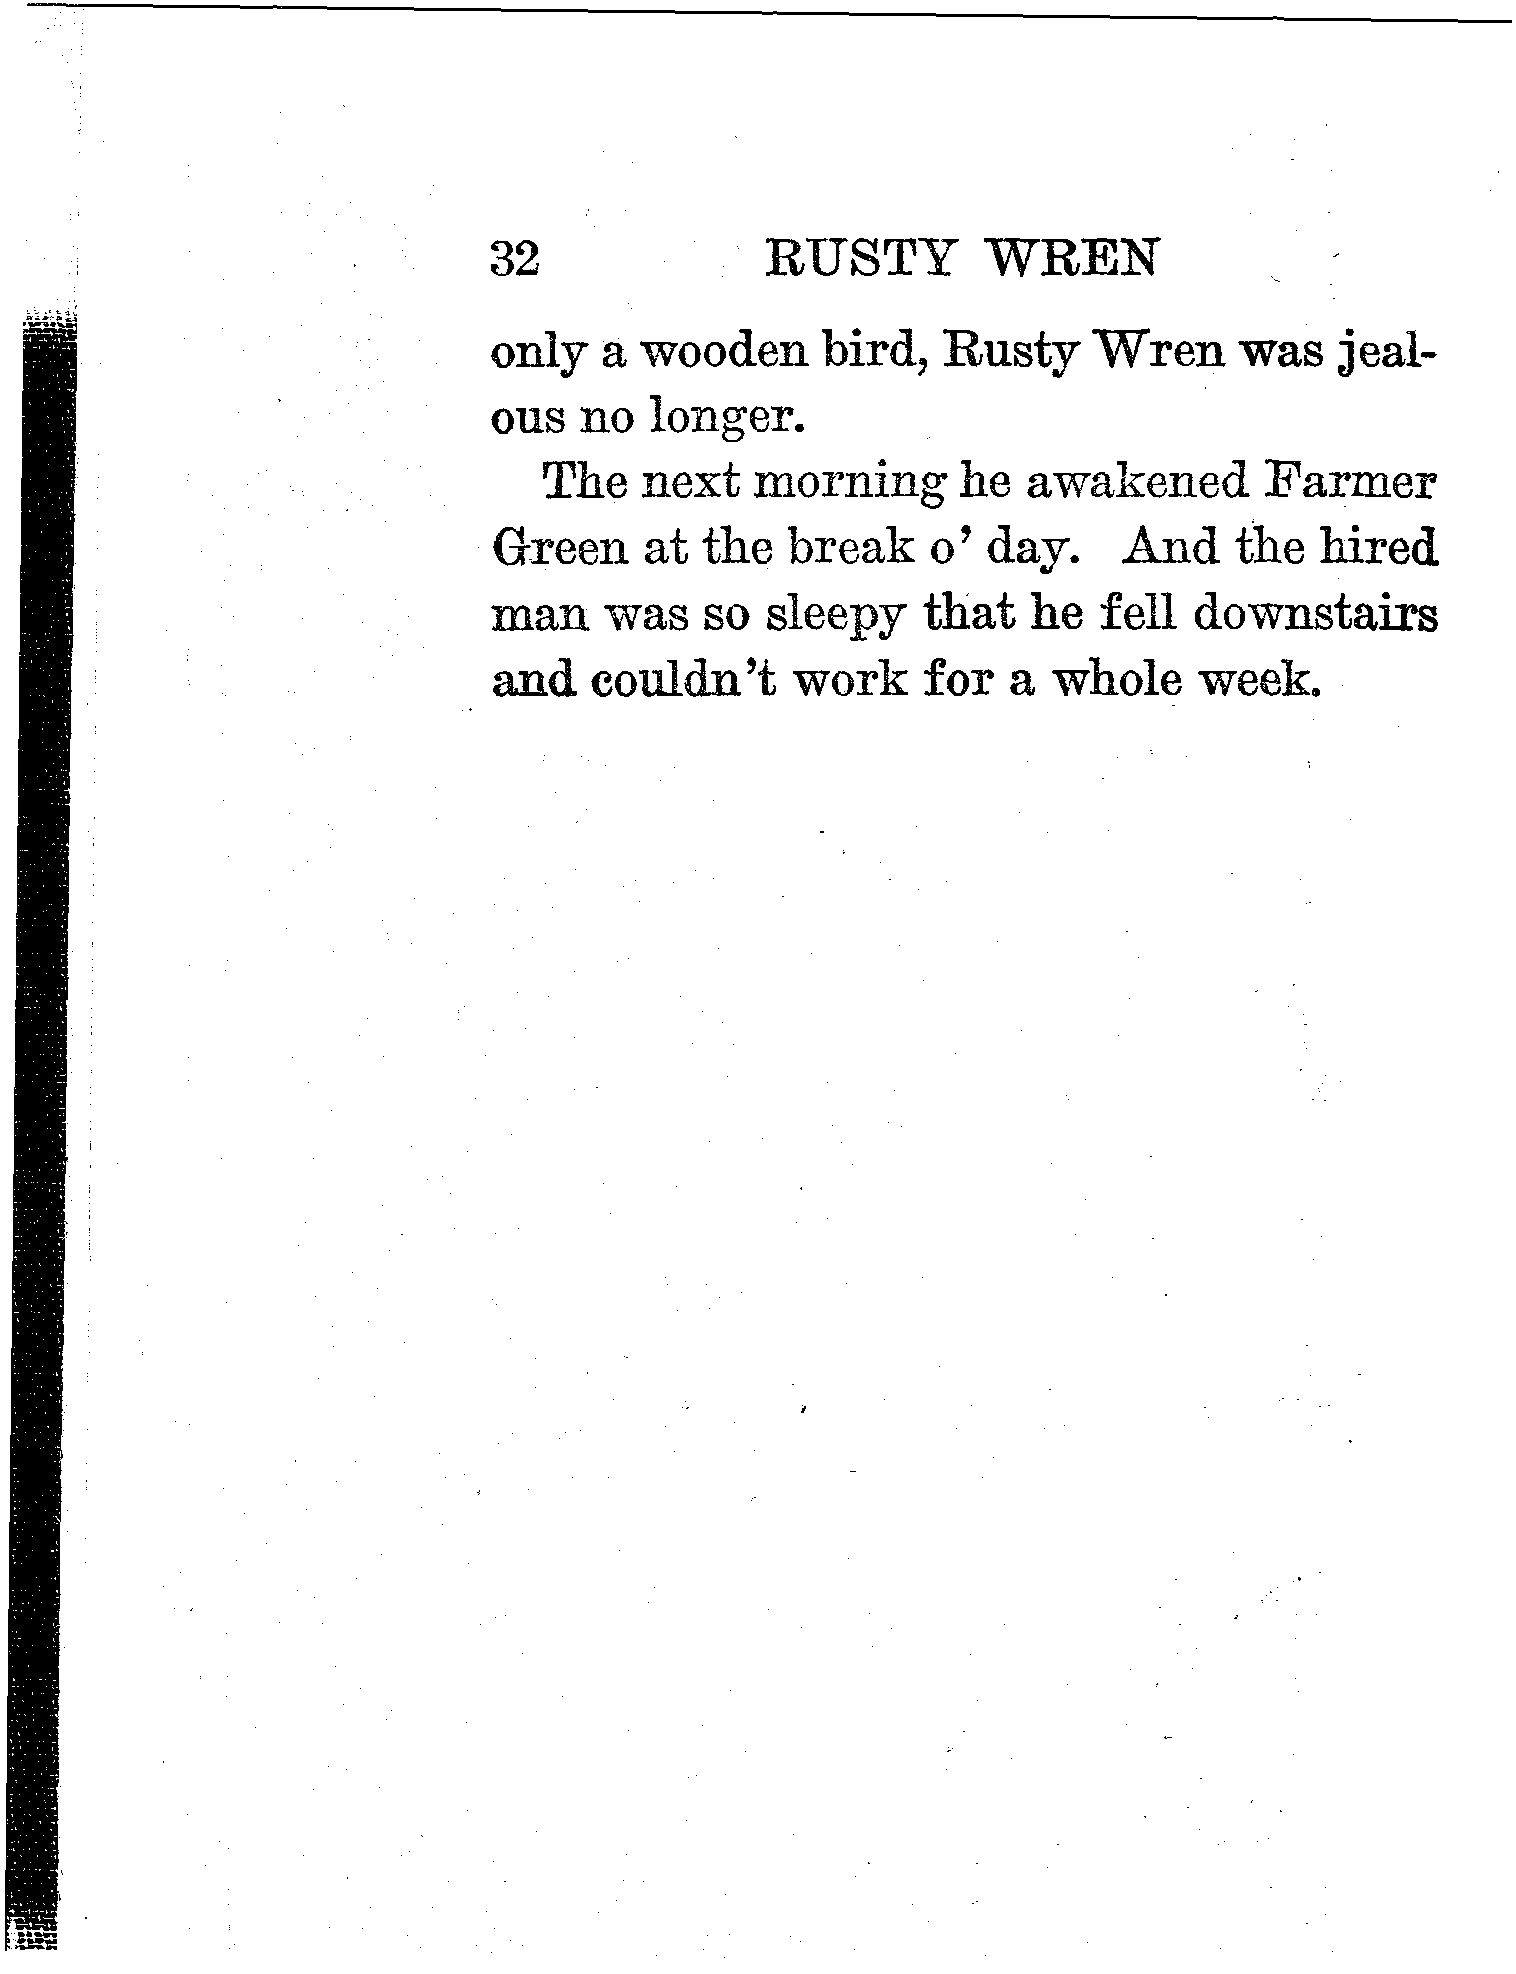 32 RUSTY WREN
only a wooden bird, Rusty Wren was jeal-
ous no longer.
The next morning he awakened Farmer
Green at the break o' day. And the hired
man was so sleepy that he fell downstairs
and couldn't work for a whole week.